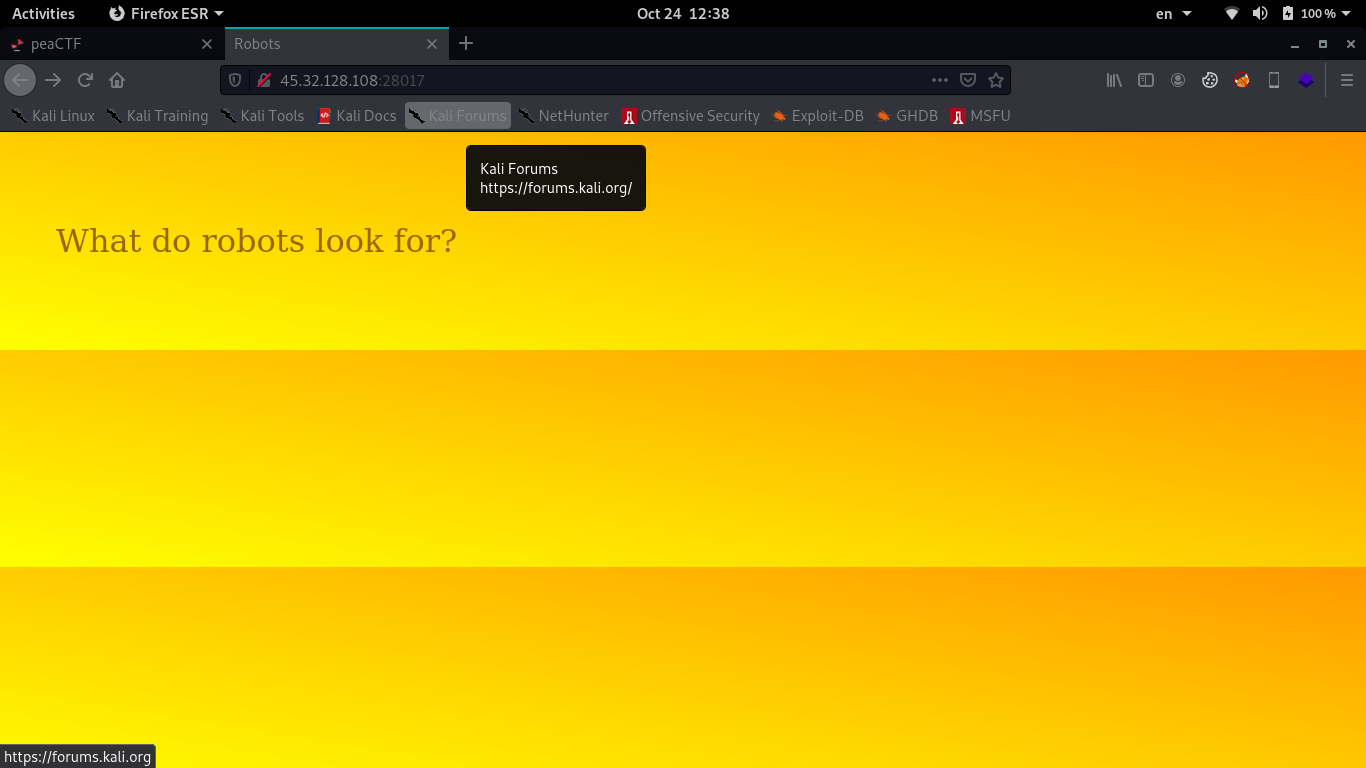 Activities Firefox ESR Oct 24 12:38 en 100 %
peaCTF Robots
45.32.128.108:28017
Kali Linux Kali Training Kali Tools Kali Docs Kali Forums NetHunter Offensive Security Exploit-DB GHDB MSFU
Kali Forums
https://forums.kali.org/
What do robots look for?
https://forums.kali.org